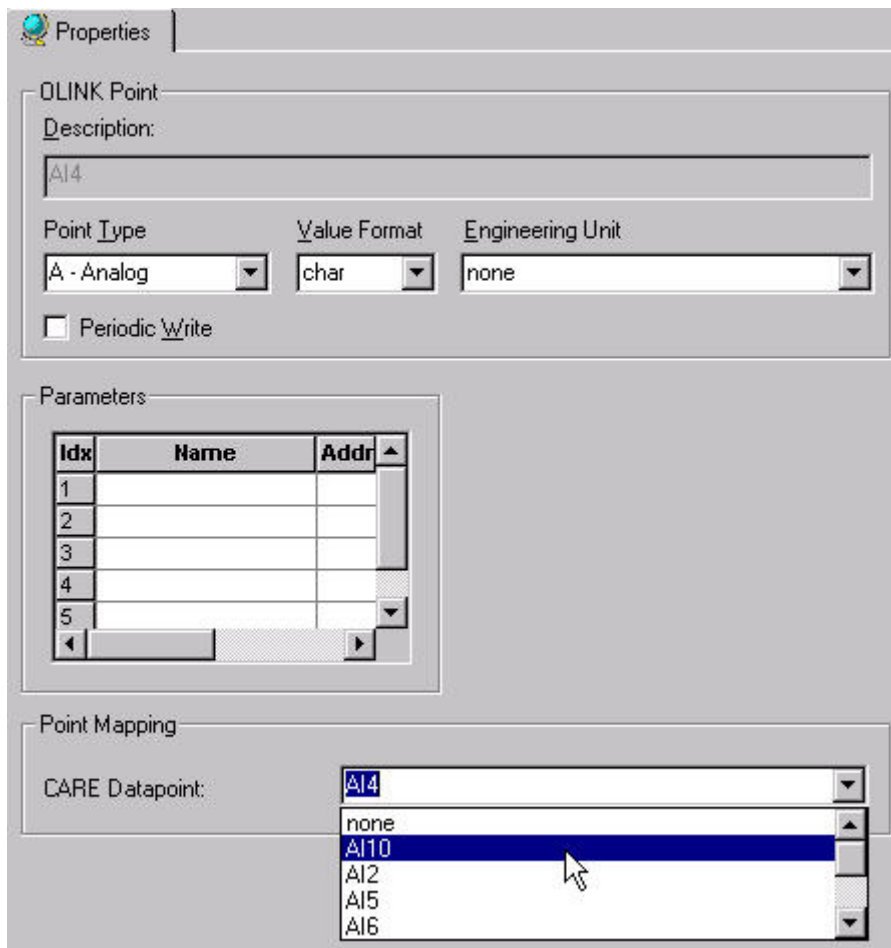 Properties
OLINK Point
Description:
AI4
Point Type Value Format Engineering Unit
A - Analog char none
Periodic Write
Parameters
Idx Name Addr
1
2
3
4
5
Point Mapping
CARE Datapoint: AI4
none
AI10
AI2
AI5
AI6